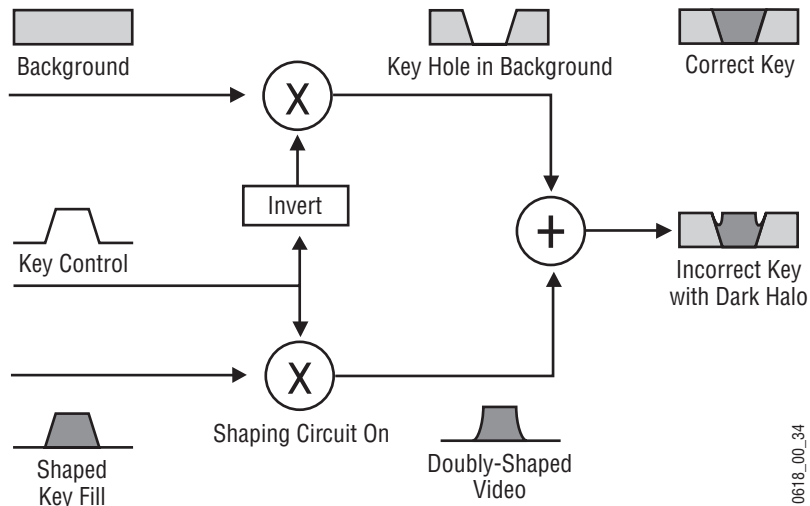 Background
Key Hole in Background
Correct Key
X
Invert
Key Control
+
Incorrect Key
with Dark Halo
X
Shaping Circuit On
Shaped
Key Fill
Doubly-Shaped
Video
0618_00_34